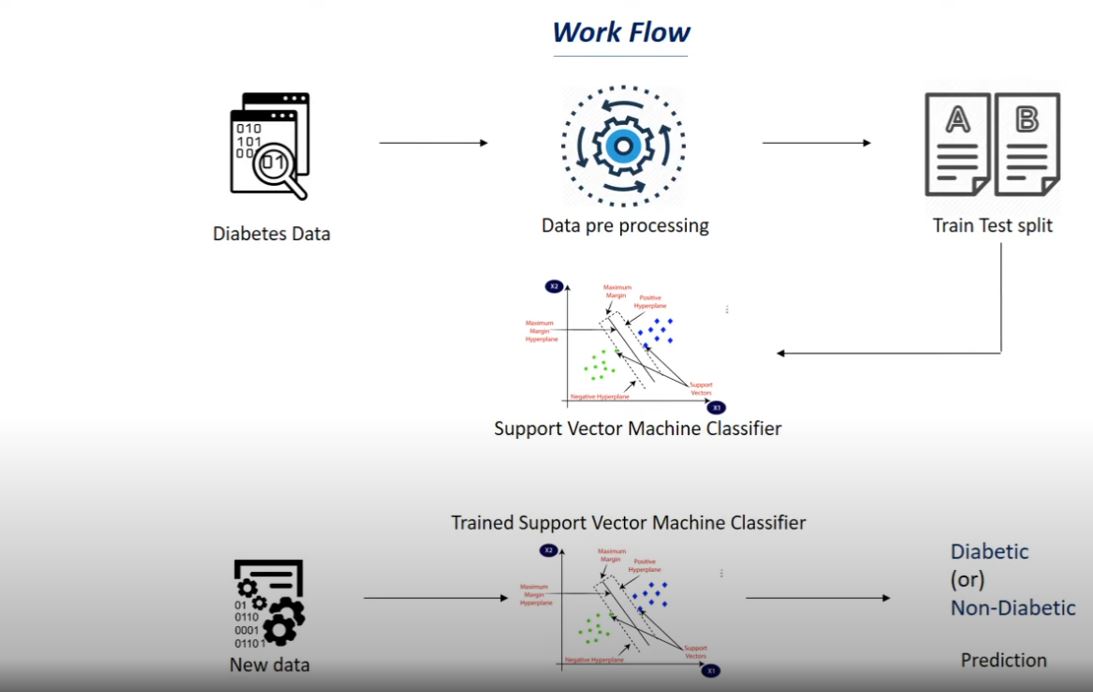 Work Flow
010
101
00
01
A
B
Diabetes Data
Data pre processing
Train Test split
X2
Maximum
Margin
Positive
Hyperplane
Maximum
Margin
Hyperplane
Support
Vectors
Negative Hyperplane
X1
Support Vector Machine Classifier
Trained Support Vector Machine Classifier
X2
Maximum
Margin
Positive
Hyperplane
Maximum
Margin
Hyperplane
Support
Vectors
Negative Hyperplane
X1
01
0110
0001
01101
New data
Diabetic
(or)
Non-Diabetic
Prediction